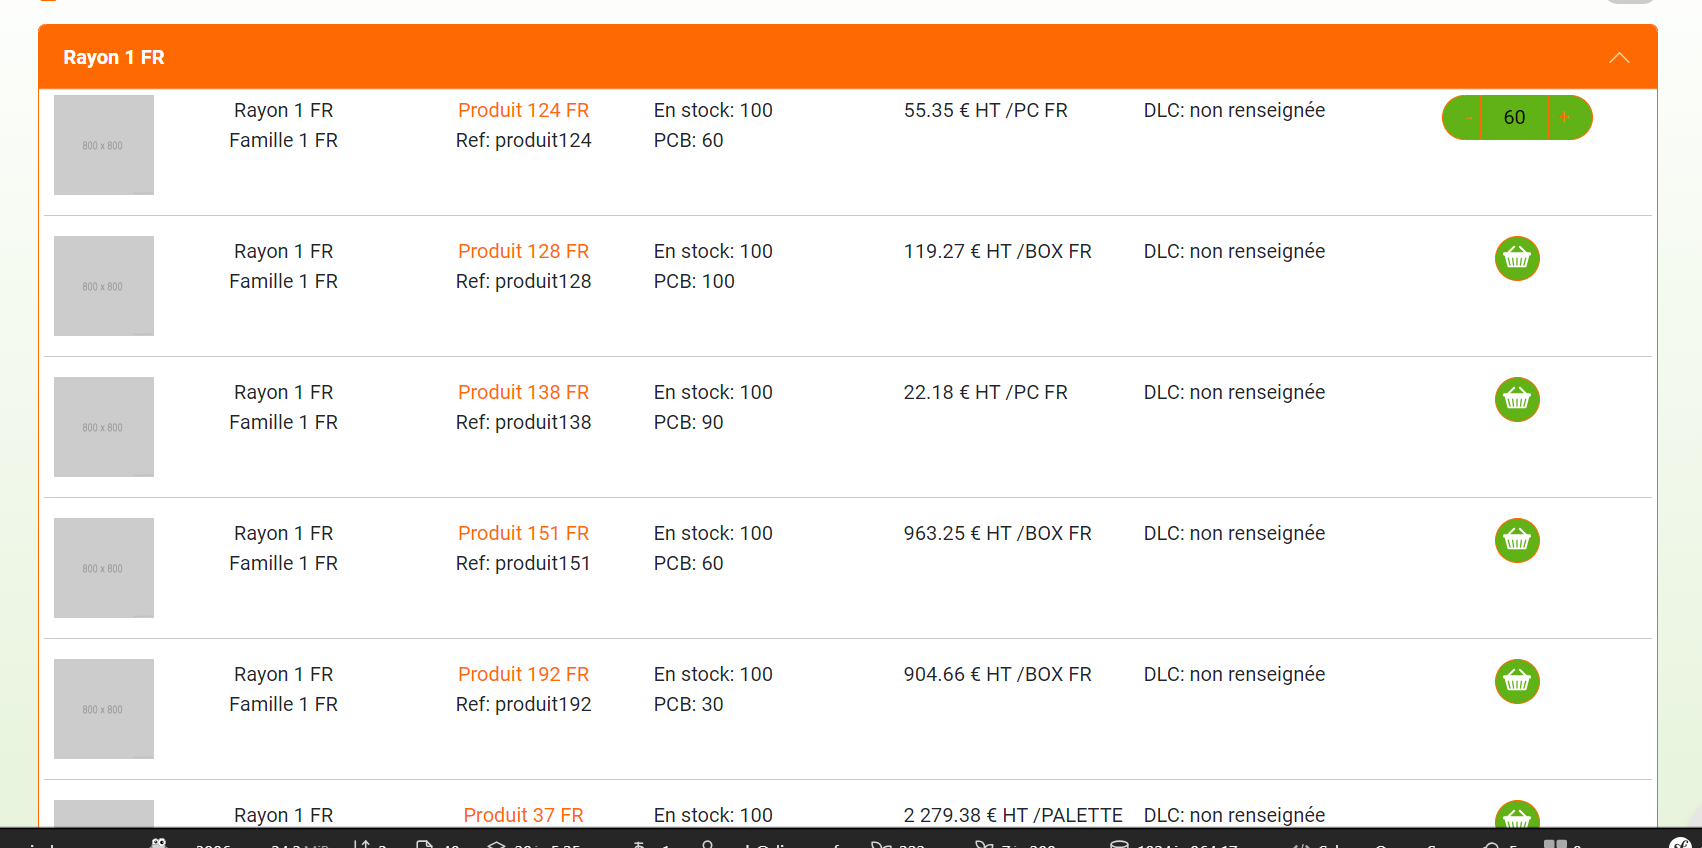 Rayon 1 FR
800 x 800
Rayon 1 FR
Famille 1 FR
Produit 124 FR
Ref: produit124
En stock: 100
PCB: 60
55.35 € HT /PC FR
DLC: non renseignée
- 60 +
800 x 800
Rayon 1 FR
Famille 1 FR
Produit 128 FR
Ref: produit128
En stock: 100
PCB: 100
119.27 € HT /BOX FR
DLC: non renseignée
800 x 800
Rayon 1 FR
Famille 1 FR
Produit 138 FR
Ref: produit138
En stock: 100
PCB: 90
22.18 € HT /PC FR
DLC: non renseignée
800 x 800
Rayon 1 FR
Famille 1 FR
Produit 151 FR
Ref: produit151
En stock: 100
PCB: 60
963.25 € HT /BOX FR
DLC: non renseignée
800 x 800
Rayon 1 FR
Famille 1 FR
Produit 192 FR
Ref: produit192
En stock: 100
PCB: 30
904.66 € HT /BOX FR
DLC: non renseignée
Rayon 1 FR
Produit 37 FR
En stock: 100
2 279.38 € HT /PALETTE
DLC: non renseignée